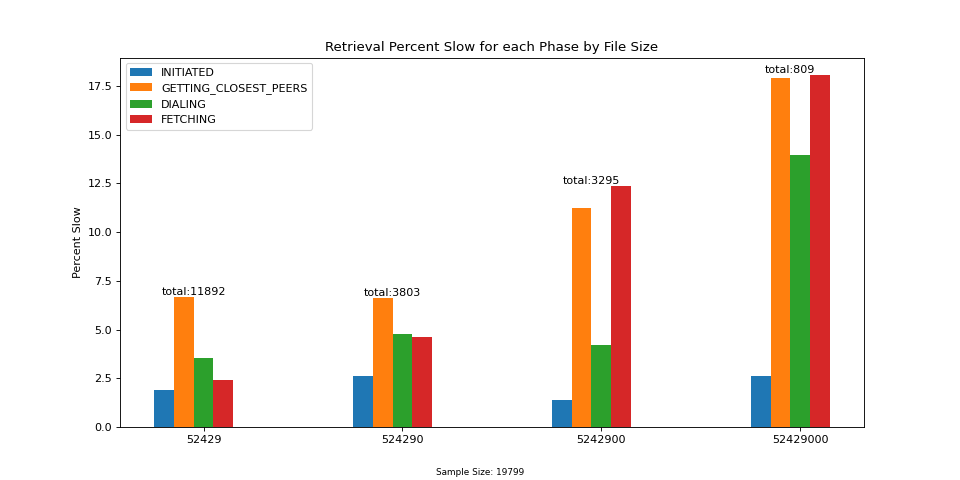 Retrieval Percent Slow for each Phase by File Size
INITIATED
GETTING_CLOSEST_PEERS
DIALING
FETCHING
total:11892
total:3803
total:3295
total:809
Percent Slow
17.5
15.0
12.5
10.0
7.5
5.0
2.5
0.0
52429
524290
5242900
52429000
Sample Size: 19799